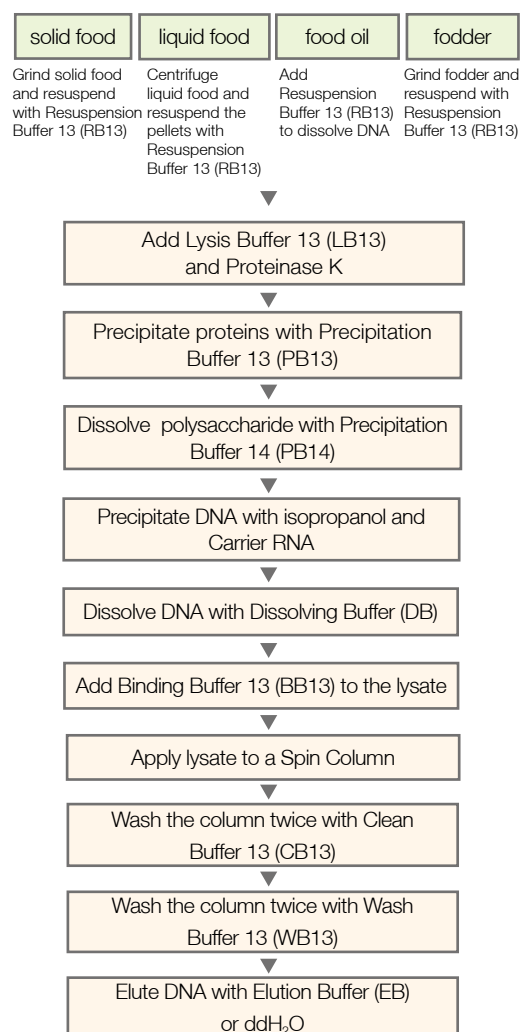 solid food
liquid food
food oil
fodder
Grind solid food
and resuspend
with Resuspension
Buffer 13 (RB13)
Centrifuge
liquid food and
resuspend the
pellets with
Resuspension
Buffer 13 (RB13)
Add
Resuspension
Buffer 13 (RB13)
to dissolve DNA
Grind fodder and
resuspend with
Resuspension
Buffer 13 (RB13)
Add Lysis Buffer 13 (LB13)
and Proteinase K
Precipitate proteins with Precipitation
Buffer 13 (PB13)
Dissolve polysaccharide with Precipitation
Buffer 14 (PB14)
Precipitate DNA with isopropanol and
Carrier RNA
Dissolve DNA with Dissolving Buffer (DB)
Add Binding Buffer 13 (BB13) to the lysate
Apply lysate to a Spin Column
Wash the column twice with Clean
Buffer 13 (CB13)
Wash the column twice with Wash
Buffer 13 (WB13)
Elute DNA with Elution Buffer (EB)
or ddH₂O